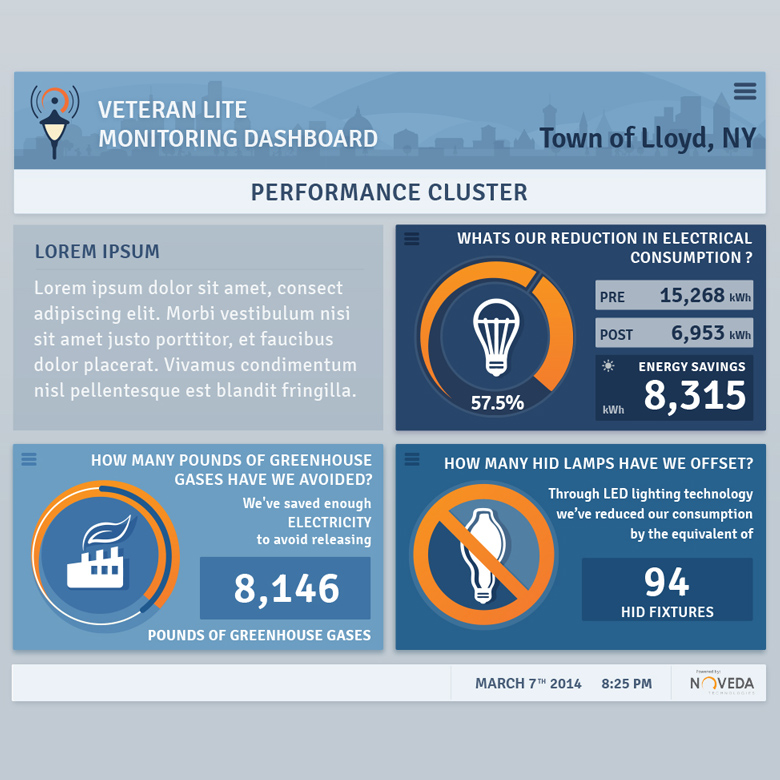 VETERAN LITE
MONITORING DASHBOARD
Town of Lloyd, NY
PERFORMANCE CLUSTER
LOREM IPSUM
Lorem ipsum dolor sit amet, consect
adipiscing elit. Morbi vestibulum nisi
sit amet justo porttitor, et faucibus
dolor placerat. Vivamus condimentum
nisl pellentesque est blandit fringilla.
WHATS OUR REDUCTION IN ELECTRICAL
CONSUMPTION ?
PRE 15,268 kWh
POST 6,953 kWh
ENERGY SAVINGS
kWh 8,315
57.5%
HOW MANY POUNDS OF GREENHOUSE
GASES HAVE WE AVOIDED?
We've saved enough
ELECTRICITY
to avoid releasing
8,146
POUNDS OF GREENHOUSE GASES
HOW MANY HID LAMPS HAVE WE OFFSET?
Through LED lighting technology
we've reduced our consumption
by the equivalent of
94
HID FIXTURES
MARCH 7TH 2014 8:25 PM
Powered by:
NOVEDA
TECHNOLOGIES